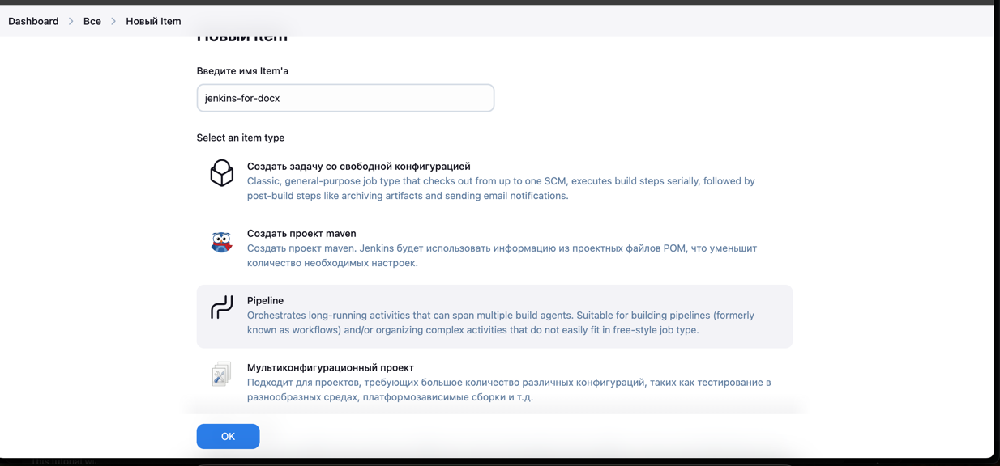 Dashboard > Все > Новый Item
Новый Item
Введите имя Item'а
jenkins-for-docx
Select an item type
Создать задачу со свободной конфигурацией
Classic, general-purpose job type that checks out from up to one SCM, executes build steps serially, followed by
post-build steps like archiving artifacts and sending email notifications.
Создать проект maven
Создать проект maven. Jenkins будет использовать информацию из проектных файлов POM, что уменьшит
количество необходимых настроек.
Pipeline
Orchestrates long-running activities that can span multiple build agents. Suitable for building pipelines (formerly
known as workflows) and/or organizing complex activities that do not easily fit in free-style job type.
Мультиконфигурационный проект
Подходит для проектов, требующих большое количество различных конфигураций, таких как тестирование в
разнообразных средах, платформозависимые сборки и т.д.
OK